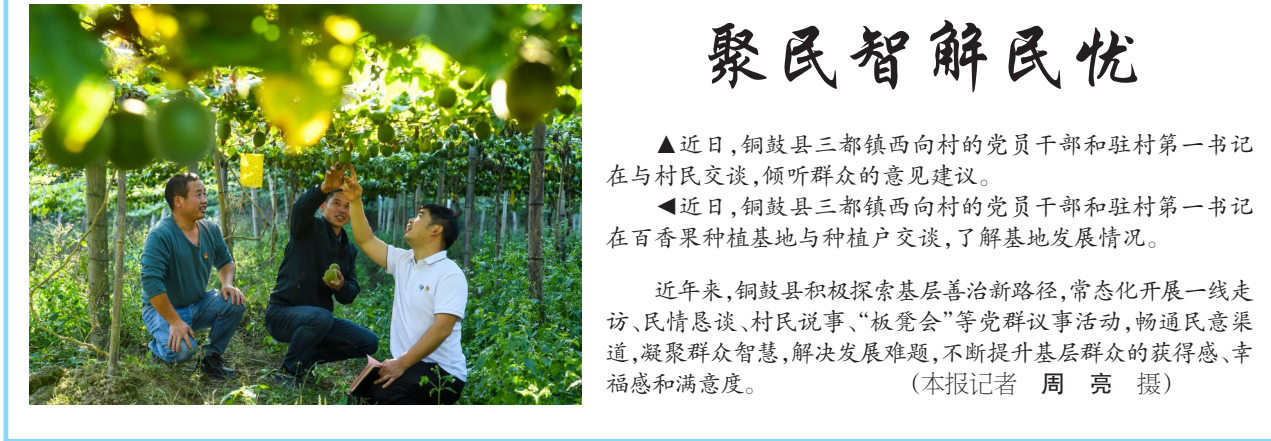 聚民智解民忧
▲近日,铜鼓县三都镇西向村的党员干部和驻村第一书记
在与村民交谈,倾听群众的意见建议。
◀近日,铜鼓县三都镇西向村的党员干部和驻村第一书记
在百香果种植基地与种植户交谈,了解基地发展情况。
近年来,铜鼓县积极探索基层善治新路径,常态化开展一线走
访、民情恳谈、村民说事、“板凳会”等党群议事活动,畅通民意渠
道,凝聚群众智慧,解决发展难题,不断提升基层群众的获得感、幸
福感和满意度。 (本报记者 周 亮 摄)